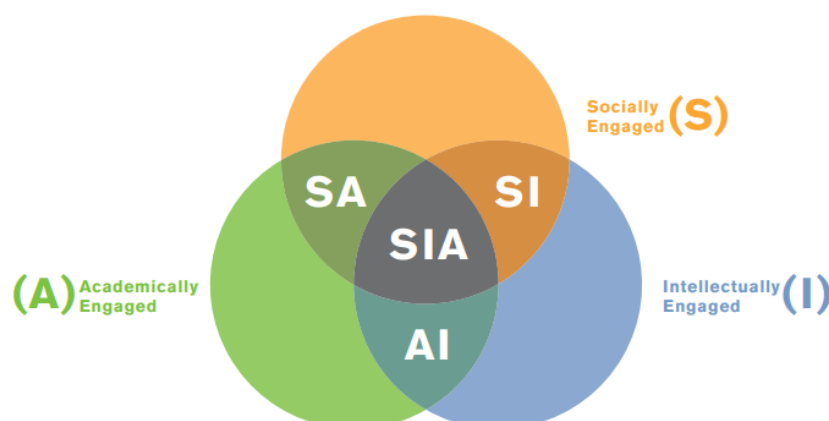 Socially
Engaged (S)
SA
SI
SIA
(A) Academically
Engaged
Intellectually
Engaged (I)
AI